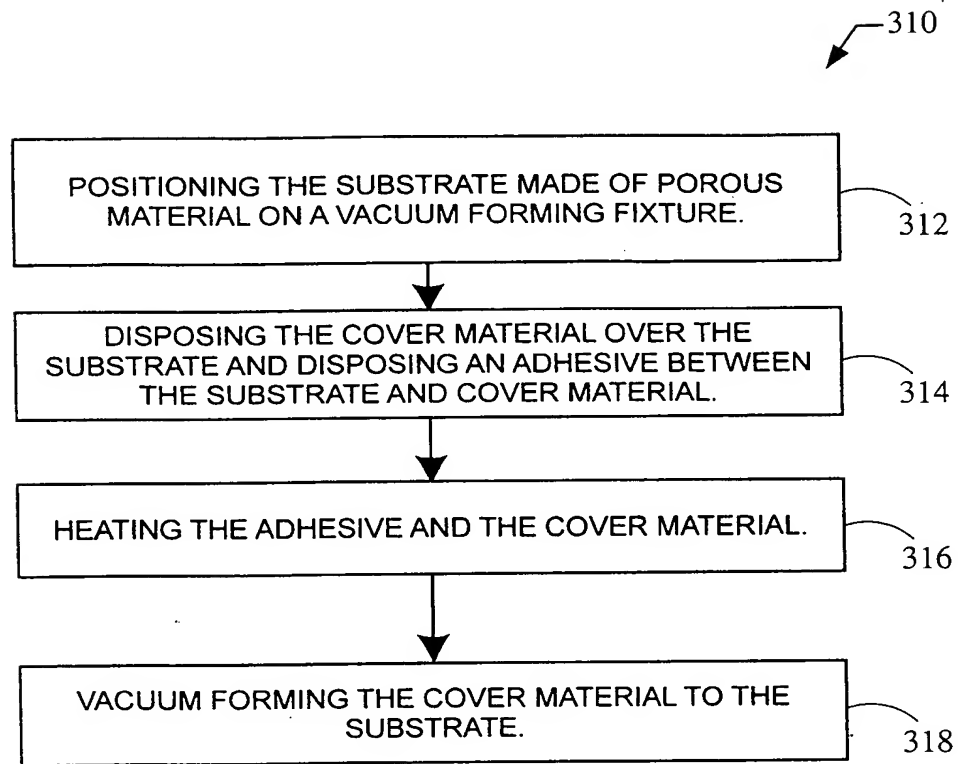 310
POSITIONING THE SUBSTRATE MADE OF POROUS
MATERIAL ON A VACUUM FORMING FIXTURE.
312
DISPOSING THE COVER MATERIAL OVER THE
SUBSTRATE AND DISPOSING AN ADHESIVE BETWEEN
THE SUBSTRATE AND COVER MATERIAL.
314
HEATING THE ADHESIVE AND THE COVER MATERIAL.
316
VACUUM FORMING THE COVER MATERIAL TO THE
SUBSTRATE.
318